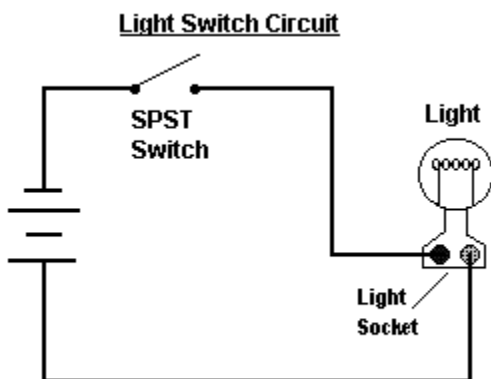 Light Switch Circuit
SPST
Switch
Light
Light
Socket